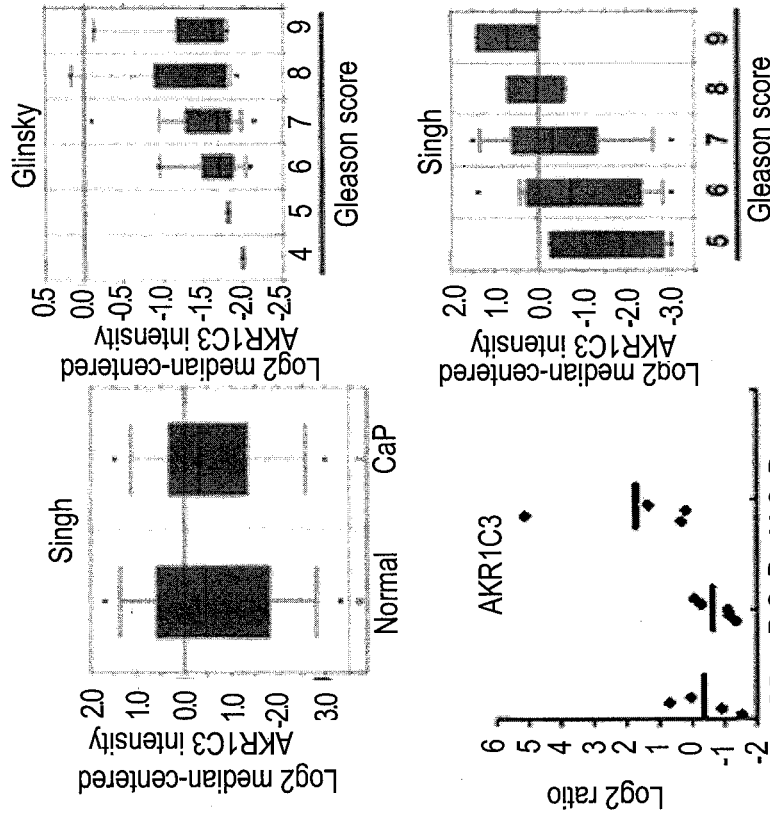 Singh
Log2 median-centered
AKR1C3 intensity
2.0
1.0
0.0
-1.0
-2.0
3.0
Normal
CaP
Glinsky
Log2 median-centered
AKR1C3 intensity
0.5
0.0
-0.5
-1.0
-1.5
-2.0
-2.5
4
5
6
7
8
9
Gleason score
AKR1C3
Log2 ratio
6
5
4
3
2
1
0
-1
-2
Singh
Log2 median-centered
AKR1C3 intensity
2.0
1.0
0.0
-1.0
-2.0
-3.0
5
6
7
8
9
Gleason score